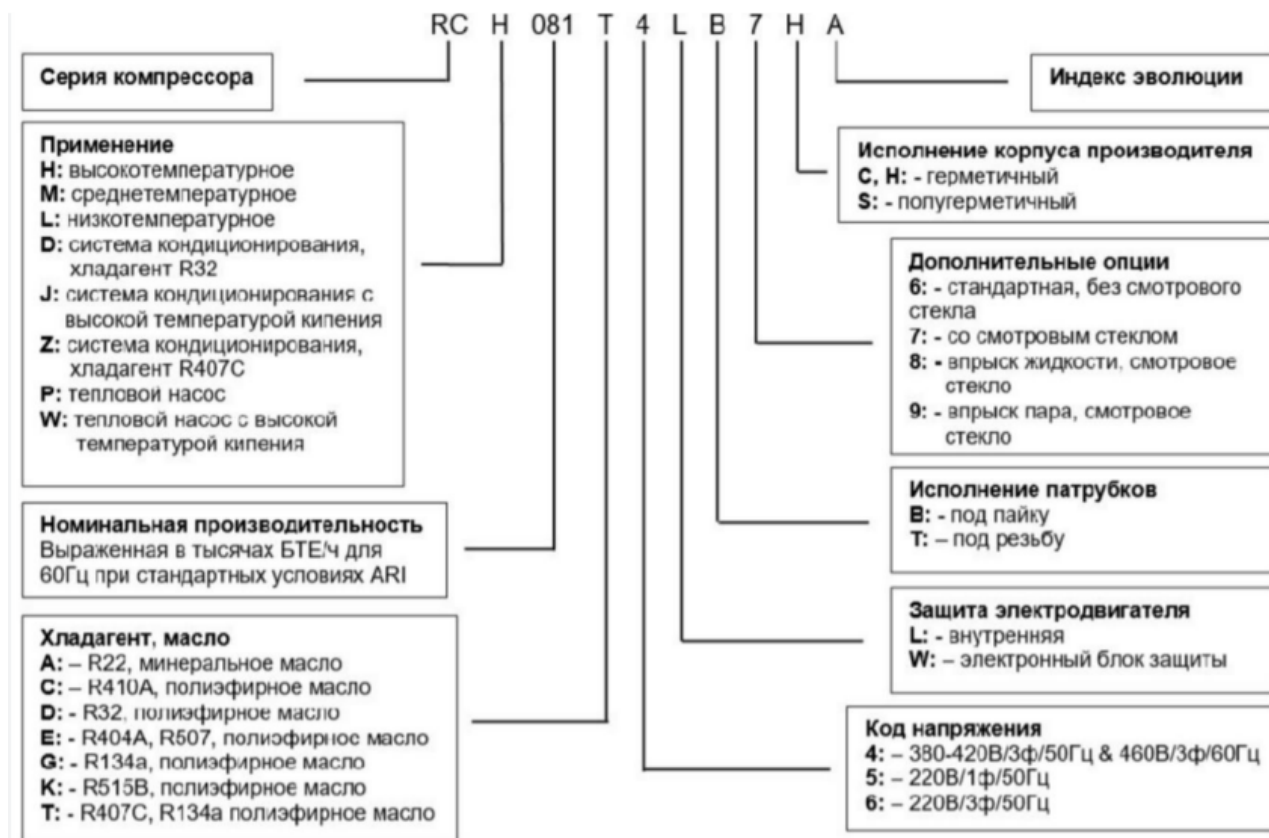 RC H 081 T 4 L B 7 H A
Серия компрессора
Применение
H: высокотемпературное
M: среднетемпературное
L: низкотемпературное
D: система кондиционирования,
хладагент R32
J: система кондиционирования с
высокой температурой кипения
Z: система кондиционирования,
хладагент R407C
P: тепловой насос
W: тепловой насос с высокой
температурой кипения
Номинальная производительность
Выраженная в тысячах БТЕ/ч для
60Гц при стандартных условиях ARI
Хладагент, масло
A: – R22, минеральное масло
C: – R410A, полиэфирное масло
D: - R32, полиэфирное масло
E: - R404A, R507, полиэфирное масло
G: - R134a, полиэфирное масло
K: - R515B, полиэфирное масло
T: - R407C, R134a полиэфирное масло
Индекс эволюции
Исполнение корпуса производителя
C, H: - герметичный
S: - полугерметичный
Дополнительные опции
6: - стандартная, без смотрового
стекла
7: - со смотровым стеклом
8: - впрыск жидкости, смотровое
стекло
9: - впрыск пара, смотровое
стекло
Исполнение патрубков
B: - под пайку
T: – под резьбу
Защита электродвигателя
L: - внутренняя
W: – электронный блок защиты
Код напряжения
4: – 380-420В/3ф/50Гц & 460В/3ф/60Гц
5: – 220В/1ф/50Гц
6: – 220В/3ф/50Гц